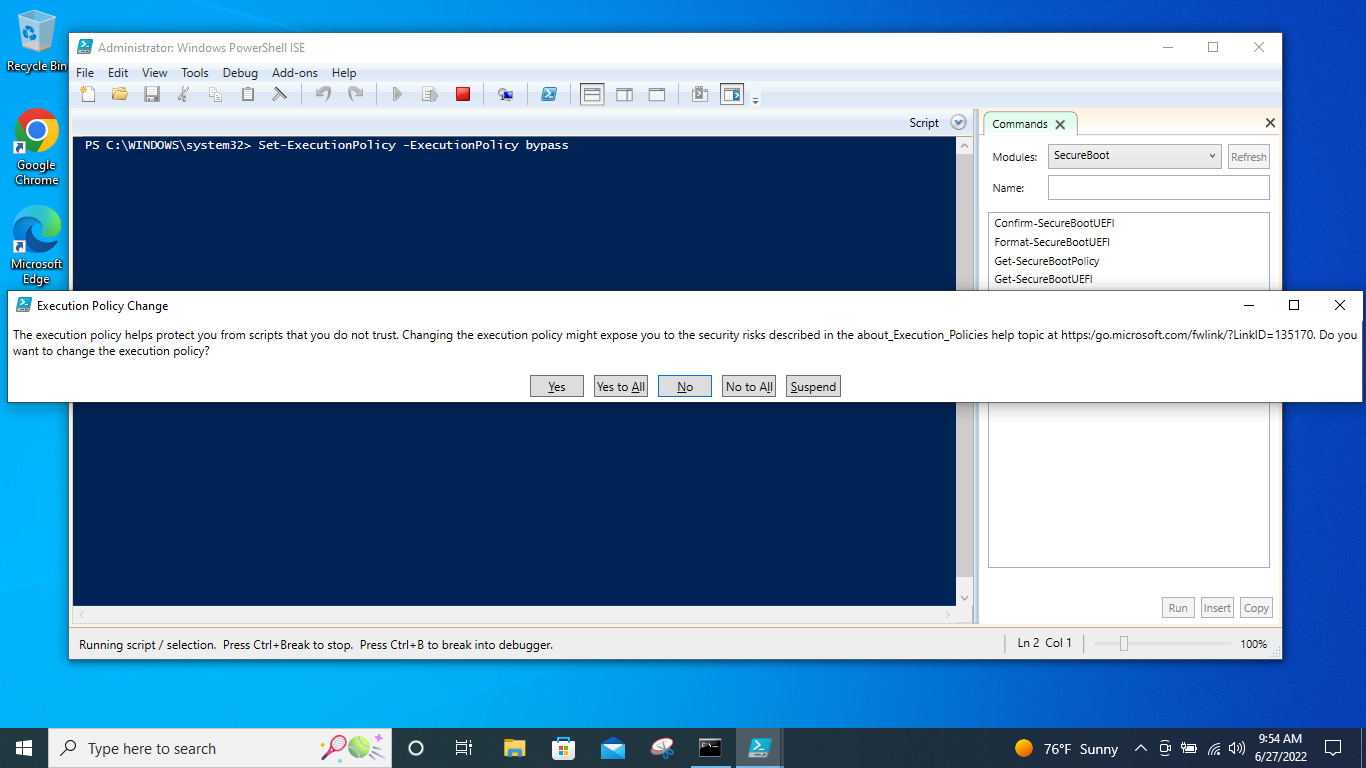 Recycle Bin
Google
Chrome
Microsoft
Edge
Administrator: Windows PowerShell ISE
File Edit View Tools Debug Add-ons Help
Script
PS C:\WINDOWS\system32> Set-ExecutionPolicy -ExecutionPolicy bypass
Commands
Modules: SecureBoot Refresh
Name:
Confirm-SecureBootUEFI
Format-SecureBootUEFI
Get-SecureBootPolicy
Get-SecureBootUEFI
Execution Policy Change
The execution policy helps protect you from scripts that you do not trust. Changing the execution policy might expose you to the security risks described in the about_Execution_Policies help topic at https:/go.microsoft.com/fwlink/?LinkID=135170. Do you
want to change the execution policy?
Yes Yes to All No No to All Suspend
Run Insert Copy
Running script / selection. Press Ctrl+Break to stop. Press Ctrl+B to break into debugger.
Ln 2 Col 1 100%
Type here to search
76°F Sunny
9:54 AM
6/27/2022